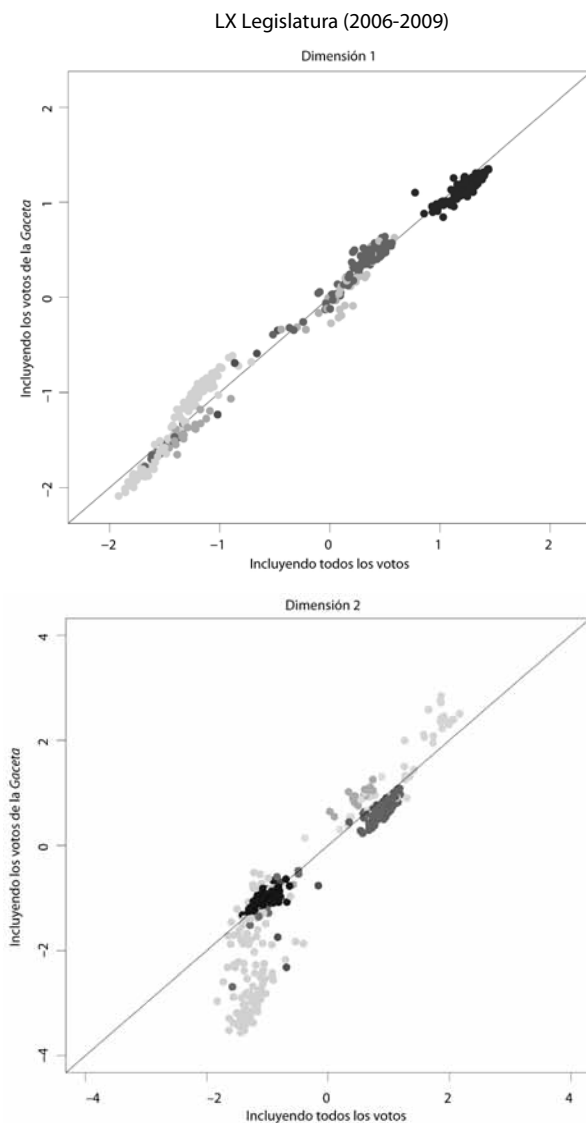 LX Legislatura (2006-2009)
Dimensión 1
Incluyendo los votos de la Gaceta
2
1
0
−1
−2
−2
−1
0
1
2
Incluyendo todos los votos
Dimensión 2
Incluyendo los votos de la Gaceta
4
2
0
−2
−4
−4
−2
0
2
4
Incluyendo todos los votos